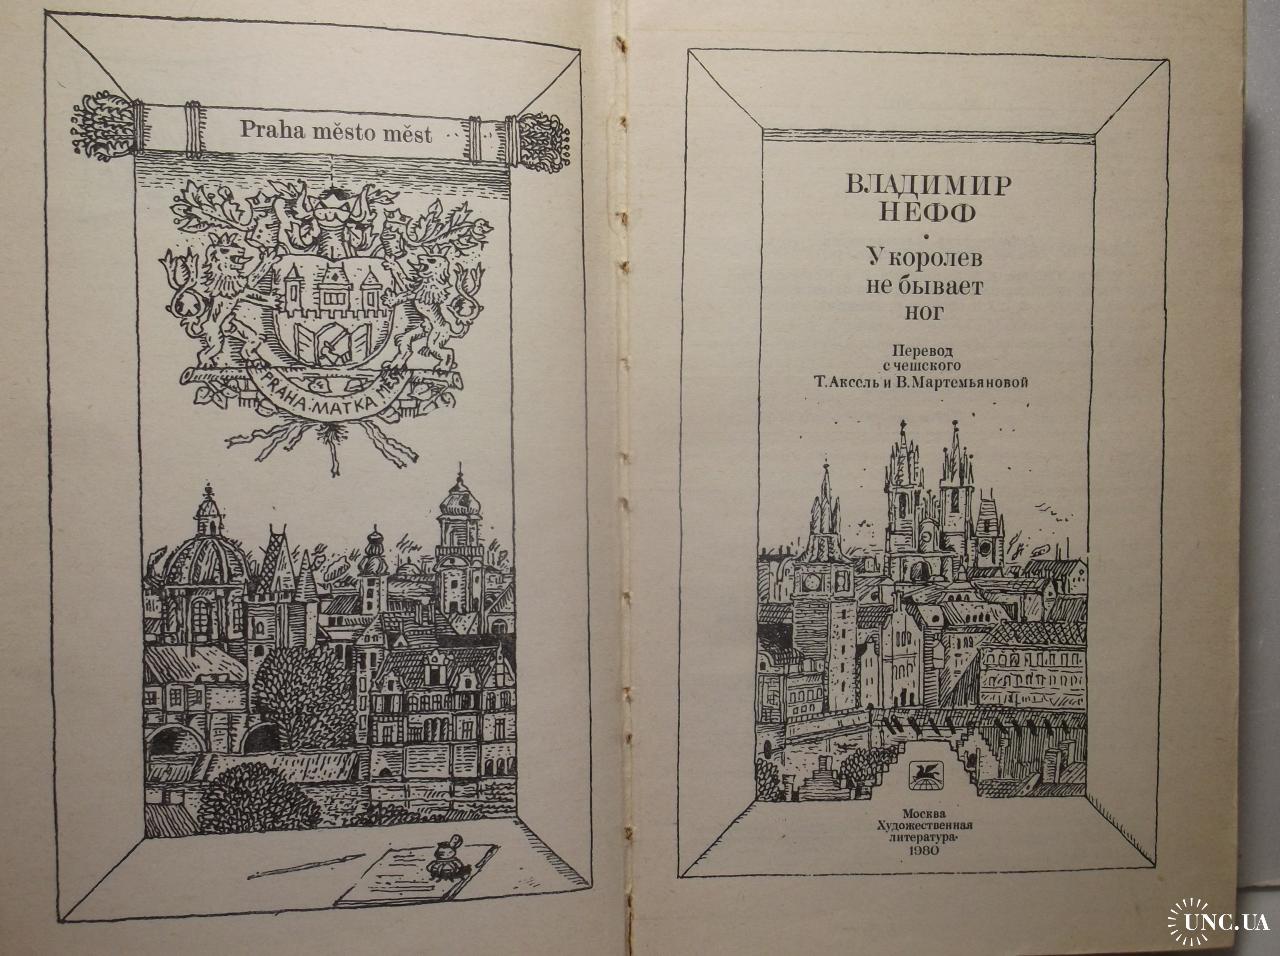 Praha město měst
PRAHA·MATKA MĚST
ВЛАДИМИР
НЕФФ
У королев
не бывает
ног
Перевод
с чешского
Т. Аксель и В. Мартемьяновой
Москва
Художественная
литература·
1980
UNC.UA